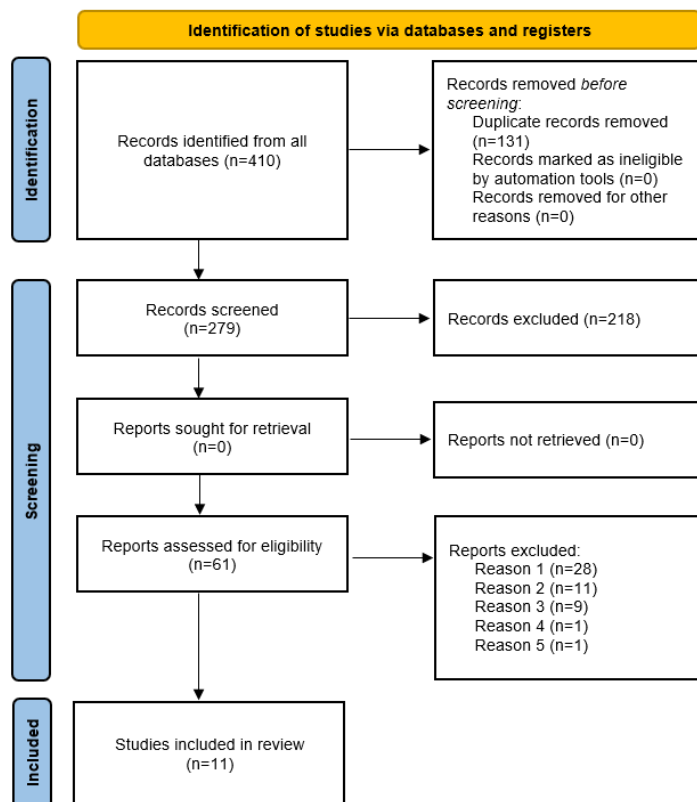 Identification of studies via databases and registers
Identification
Records identified from all
databases (n=410)
Records removed before
screening:
Duplicate records removed
(n=131)
Records marked as ineligible
by automation tools (n=0)
Records removed for other
reasons (n=0)
Screening
Records screened
(n=279)
Records excluded (n=218)
Reports sought for retrieval
(n=0)
Reports not retrieved (n=0)
Reports assessed for eligibility
(n=61)
Reports excluded:
Reason 1 (n=28)
Reason 2 (n=11)
Reason 3 (n=9)
Reason 4 (n=1)
Reason 5 (n=1)
Included
Studies included in review
(n=11)